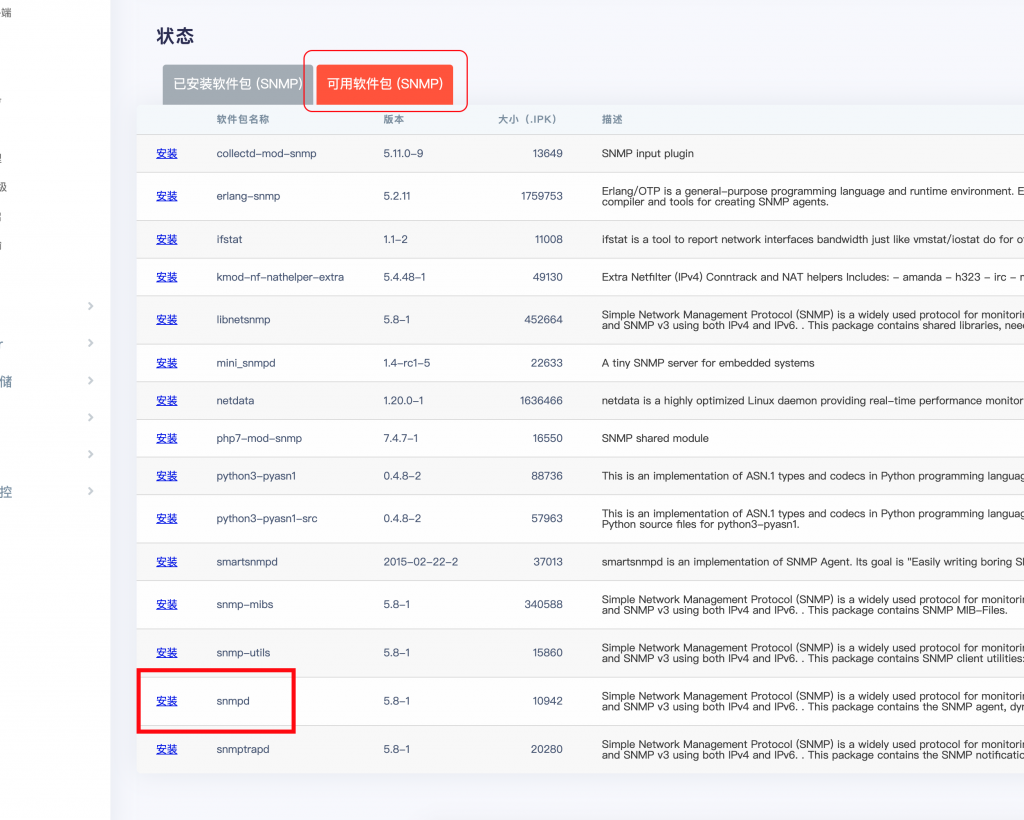 端
状态
已安装软件包 (SNMP)
可用软件包 (SNMP)
软件包名称 版本 大小 (.IPK) 描述
安装 collectd-mod-snmp 5.11.0-9 13649 SNMP input plugin
安装 erlang-snmp 5.2.11 1759753 Erlang/OTP is a general-purpose programming language and runtime environment. E
compiler and tools for creating SNMP agents.
级
安装 ifstat 1.1-2 11008 ifstat is a tool to report network interfaces bandwidth just like vmstat/iostat do for
安装 kmod-nf-nathelper-extra 5.4.48-1 49130 Extra Netfilter (IPv4) Conntrack and NAT helpers Includes: - amanda - h323 - irc -
安装 libnetsnmp 5.8-1 452664 Simple Network Management Protocol (SNMP) is a widely used protocol for monitorin
and SNMP v3 using both IPv4 and IPv6. . This package contains shared libraries, nee
安装 mini_snmpd 1.4-rc1-5 22633 A tiny SNMP server for embedded systems
储
安装 netdata 1.20.0-1 1636466 netdata is a highly optimized Linux daemon providing real-time performance monitor
安装 php7-mod-snmp 7.4.7-1 16550 SNMP shared module
安装 python3-pyasn1 0.4.8-2 88736 This is an implementation of ASN.1 types and codecs in Python programming languag
控
安装 python3-pyasn1-src 0.4.8-2 57963 This is an implementation of ASN.1 types and codecs in Python programming languag
Python source files for python3-pyasn1.
安装 smartsnmpd 2015-02-22-2 37013 smartsnmpd is an implementation of SNMP Agent. Its goal is "Easily writing boring S
安装 snmp-mibs 5.8-1 340588 Simple Network Management Protocol (SNMP) is a widely used protocol for monitorin
and SNMP v3 using both IPv4 and IPv6. . This package contains SNMP MIB-Files.
安装 snmp-utils 5.8-1 15860 Simple Network Management Protocol (SNMP) is a widely used protocol for monitorin
and SNMP v3 using both IPv4 and IPv6. . This package contains SNMP client utilities:
安装 snmpd 5.8-1 10942 Simple Network Management Protocol (SNMP) is a widely used protocol for monitorin
and SNMP v3 using both IPv4 and IPv6. . This package contains the SNMP agent, dy
安装 snmptrapd 5.8-1 20280 Simple Network Management Protocol (SNMP) is a widely used protocol for monitorin
and SNMP v3 using both IPv4 and IPv6. . This package contains the SNMP notificatio